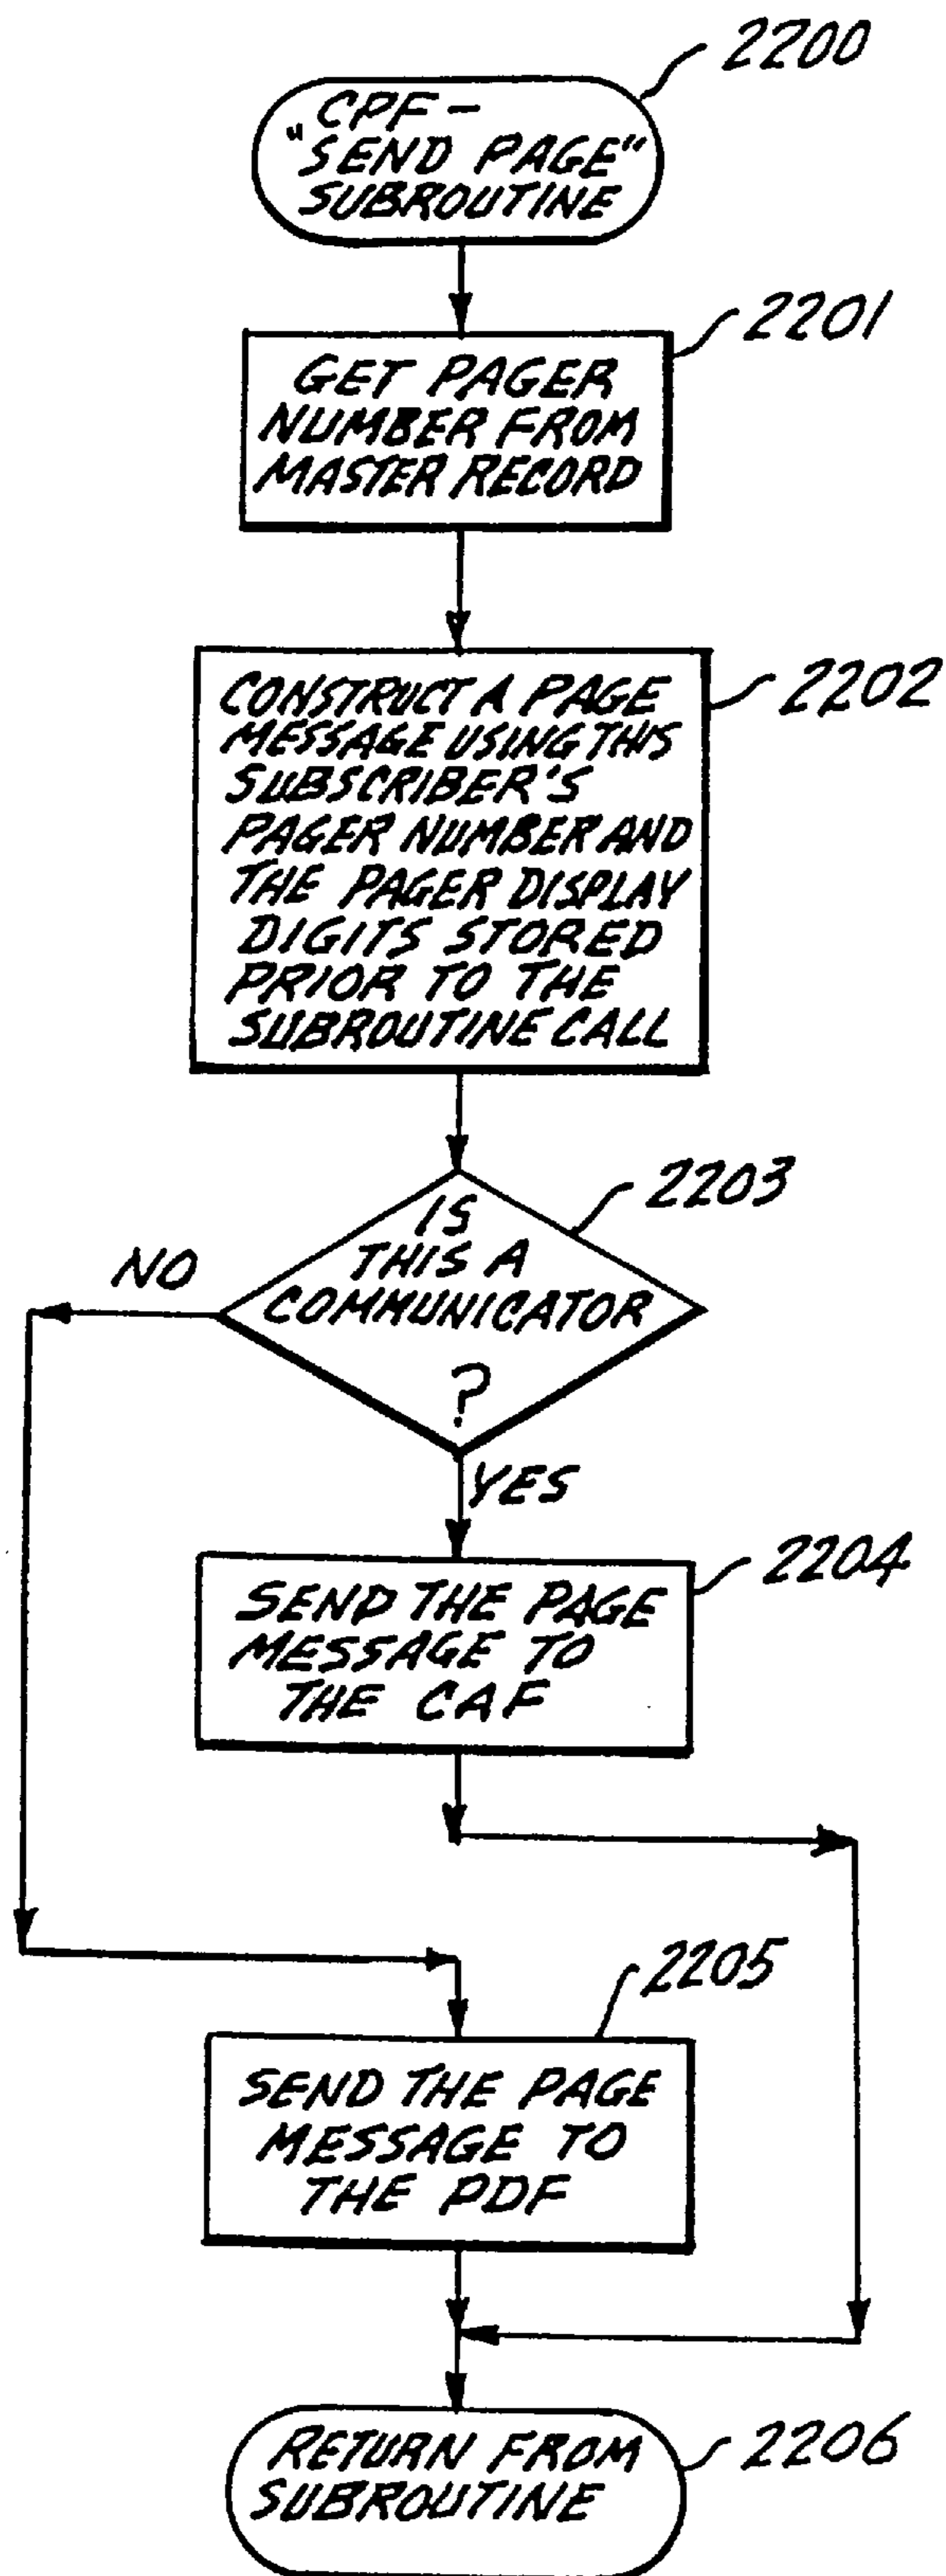 2200
CPF-
"SEND PAGE"
SUBROUTINE
2201
GET PAGER
NUMBER FROM
MASTER RECORD
2202
CONSTRUCT A PAGE
MESSAGE USING THIS
SUBSCRIBER'S
PAGER NUMBER AND
THE PAGER DISPLAY
DIGITS STORED
PRIOR TO THE
SUBROUTINE CALL
2203
IS
THIS A
COMMUNICATOR
?
NO
YES
2204
SEND THE PAGE
MESSAGE TO
THE CAF
2205
SEND THE PAGE
MESSAGE TO
THE PDF
RETURN FROM
SUBROUTINE
2206